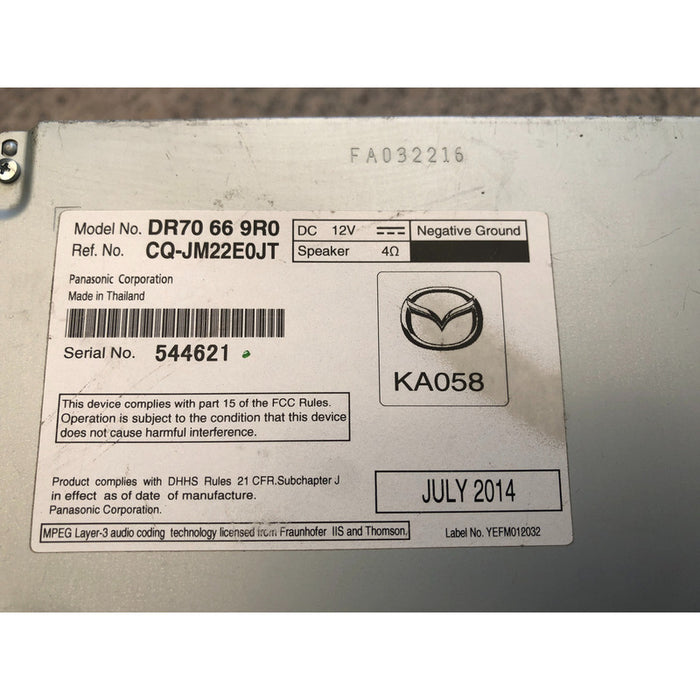 FA032216
Model No. DR70 66 9R0
Ref. No. CQ-JM22E0JT
DC 12V Negative Ground
Speaker 4Ω
Panasonic Corporation
Made in Thailand
Serial No. 544621
KA058
This device complies with part 15 of the FCC Rules.
Operation is subject to the condition that this device
does not cause harmful interference.
Product complies with DHHS Rules 21 CFR.Subchapter J
in effect as of date of manufacture.
Panasonic Corporation.
JULY 2014
MPEG Layer-3 audio coding technology licensed from Fraunhofer IIS and Thomson.
Label No. YEFM012032